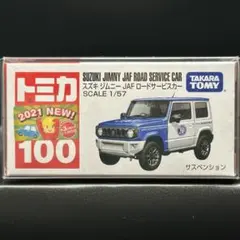 トミカ
2021 NEW!
100
SUZUKI JIMNY JAF ROAD SERVICE CAR
スズキ ジムニー JAF ロードサービスカー
SCALE 1/57
TAKARA
TOMY
サスペンション